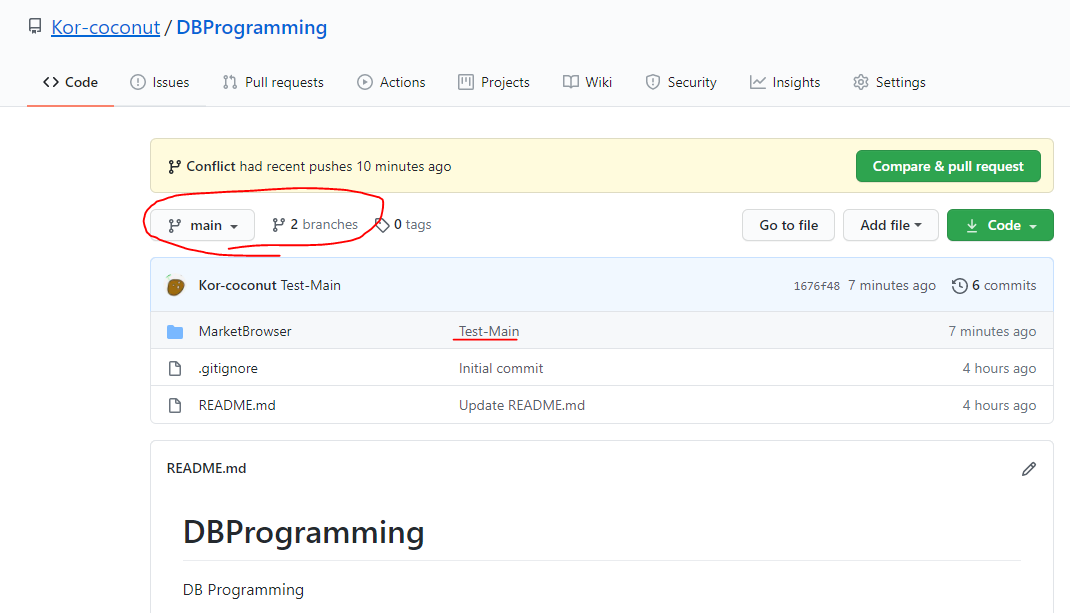 Kor-coconut / DBProgramming
Code Issues Pull requests Actions Projects Wiki Security Insights Settings
Conflict had recent pushes 10 minutes ago Compare & pull request
main 2 branches 0 tags Go to file Add file Code
Kor-coconut Test-Main 1676f48 7 minutes ago 6 commits
MarketBrowser Test-Main 7 minutes ago
.gitignore Initial commit 4 hours ago
README.md Update README.md 4 hours ago
README.md
DBProgramming
DB Programming